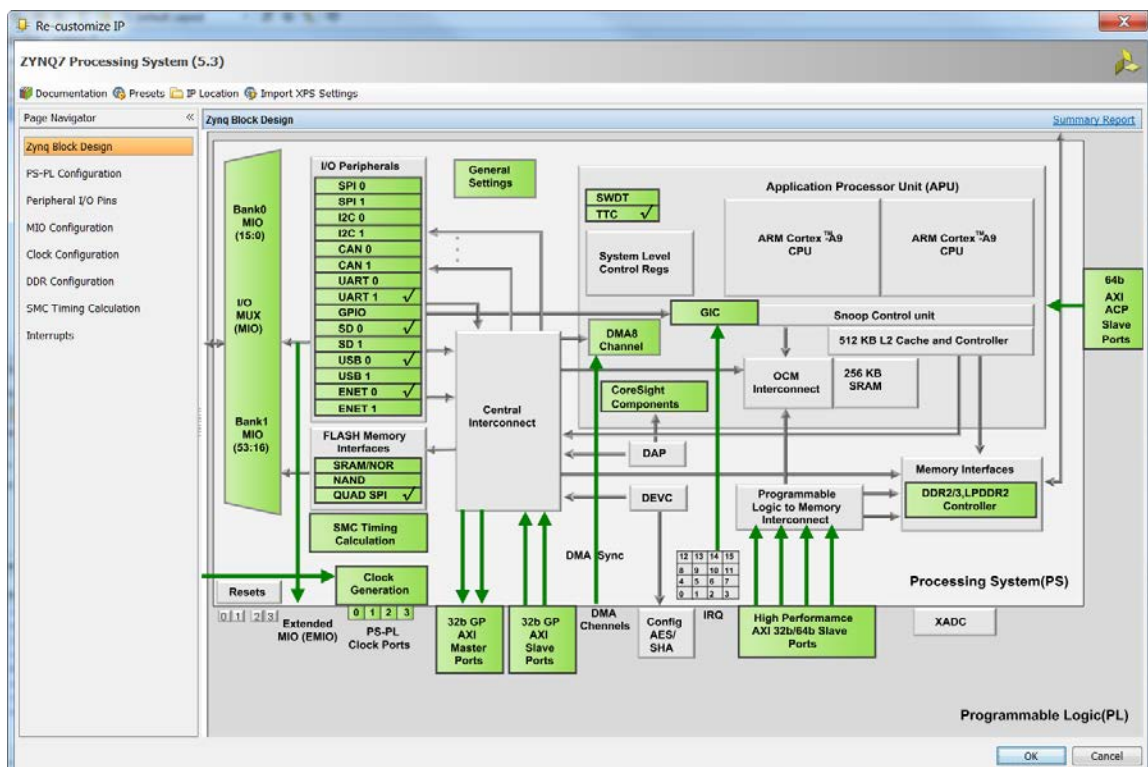 Re-customize IP
ZYNQ7 Processing System (5.3)
Documentation Presets IP Location Import XPS Settings
Page Navigator «
Zynq Block Design
PS-PL Configuration
Peripheral I/O Pins
MIO Configuration
Clock Configuration
DDR Configuration
SMC Timing Calculation
Interrupts
Zynq Block Design
Summary Report
Bank0
MIO
(15:0)
I/O
MUX
(MIO)
Bank1
MIO
(53:16)
I/O Peripherals
SPI 0
SPI 1
I2C 0
I2C 1
CAN 0
CAN 1
UART 0
UART 1 √
GPIO
SD 0 √
SD 1
USB 0 √
USB 1
ENET 0 √
ENET 1
FLASH Memory
Interfaces
SRAM/NOR
NAND
QUAD SPI √
SMC Timing
Calculation
General
Settings
Application Processor Unit (APU)
SWDT
TTC √
System Level
Control Regs
ARM Cortex™-A9
CPU
ARM Cortex™-A9
CPU
GIC
Snoop Control unit
DMA8
Channel
512 KB L2 Cache and Controller
OCM
Interconnect
256 KB
SRAM
CoreSight
Components
Central
Interconnect
DAP
DEVC
Programmable
Logic to Memory
Interconnect
Memory Interfaces
DDR2/3,LPDDR2
Controller
64b
AXI
ACP
Slave
Ports
DMA Sync
12 13 14 15
8 9 10 11
4 5 6 7
0 1 2 3
IRQ
Processing System(PS)
Resets
0 1 2 3
Clock
Generation
0 1 2 3
Extended
MIO (EMIO)
PS-PL
Clock Ports
32b GP
AXI
Master
Ports
32b GP
AXI
Slave
Ports
DMA
Channels
Config
AES/
SHA
High Performamce
AXI 32b/64b Slave
Ports
XADC
Programmable Logic(PL)
OK
Cancel